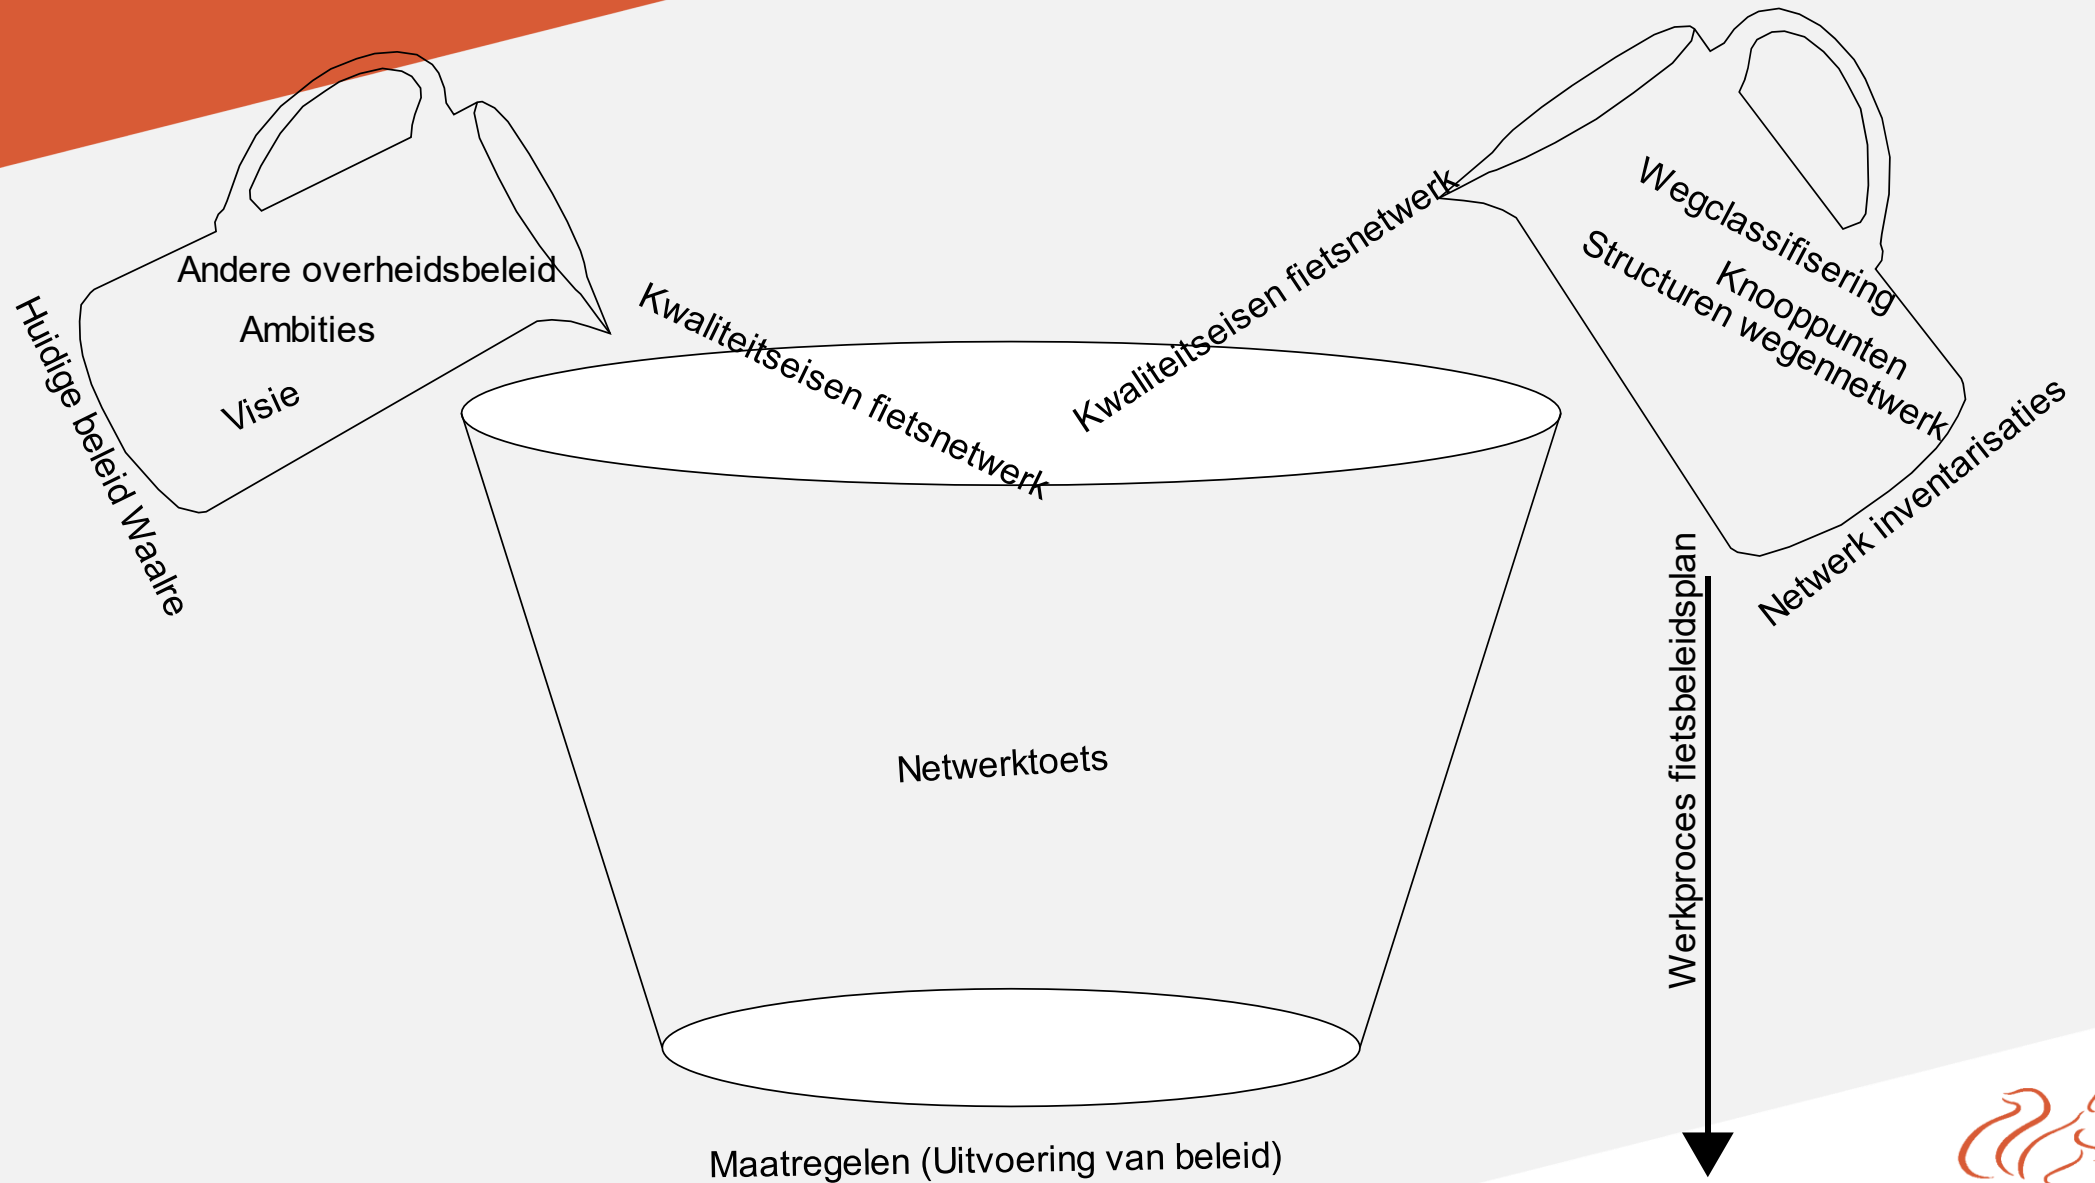 Andere overheidsbeleid
Ambities
Visie
Huidige beleid Waalre
Kwaliteitseisen fietsnetwerk
Kwaliteitseisen fietsnetwerk
Wegclassifisering
Knooppunten
Structuren wegennetwerk
Netwerk inventarisaties
Netwerktoets
Werkproces fietsbeleidsplan
Maatregelen (Uitvoering van beleid)